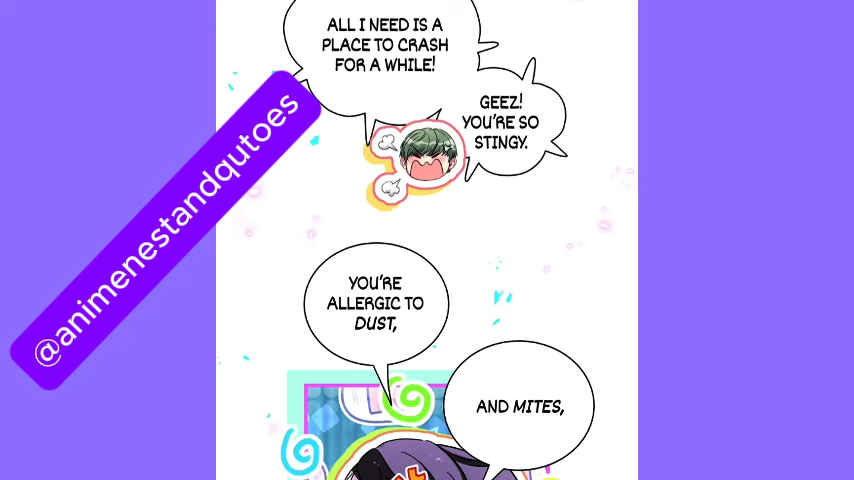 ALL I NEED IS A
PLACE TO CRASH
FOR A WHILE!
GEEZ!
YOU'RE SO
STINGY.
@animenestandqutoes
YOU'RE
ALLERGIC TO
DUST,
AND MITES,